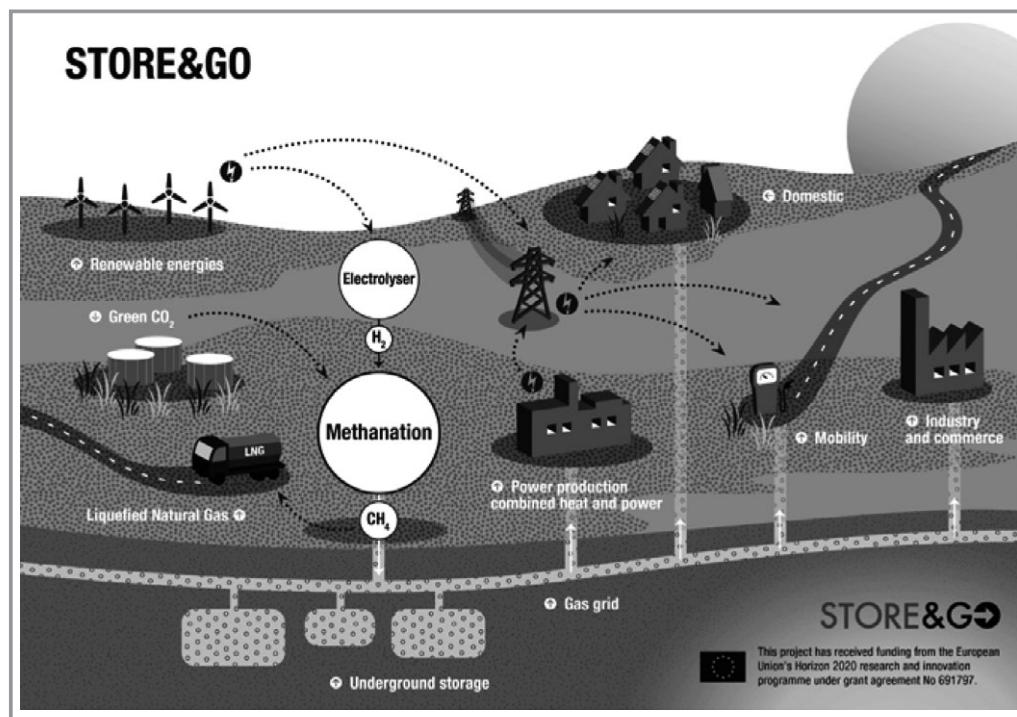 STORE&GO
Domestic
Renewable energies
Electrolyser
Green CO₂
H₂
Methanation
LNG
Mobility
Industry
and commerce
Power production
combined heat and power
Liquefied Natural Gas
CH₄
Gas grid
STORE&GO
This project has received funding from the European
Union's Horizon 2020 research and innovation
programme under grant agreement No 691797.
Underground storage